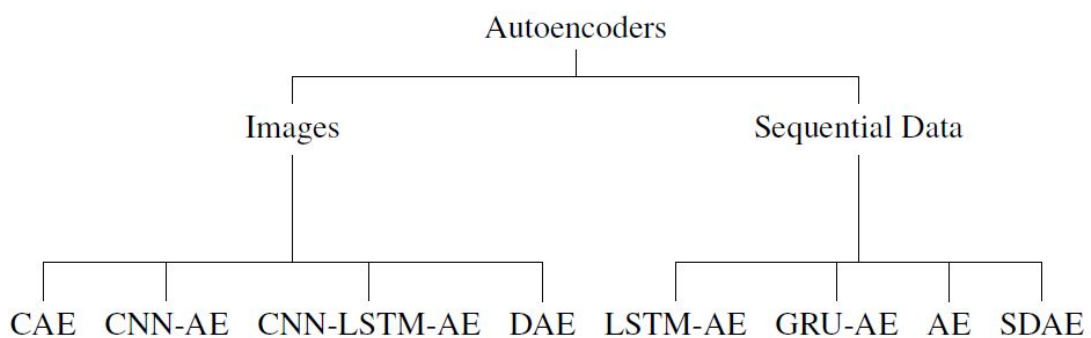 Autoencoders
Images Sequential Data
CAE CNN-AE CNN-LSTM-AE DAE LSTM-AE GRU-AE AE SDAE